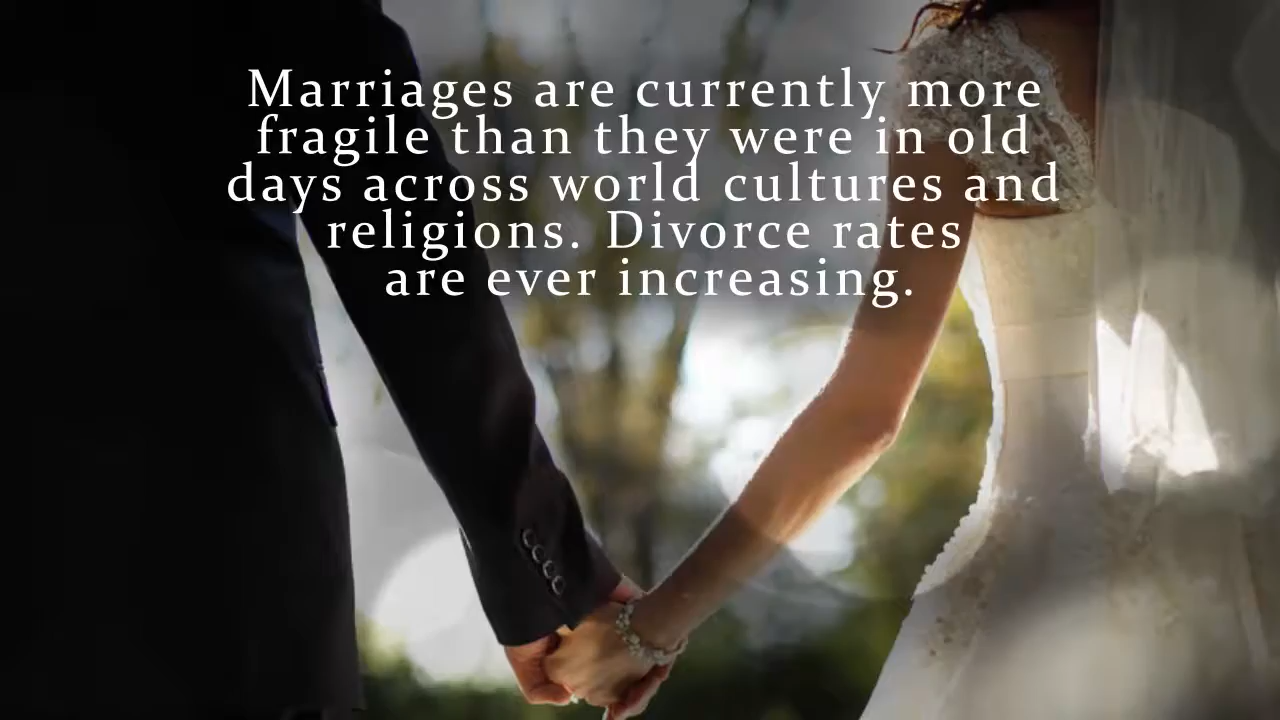 Marriages are currently more
fragile than they were in old
days across world cultures and
religions. Divorce rates
are ever increasing.